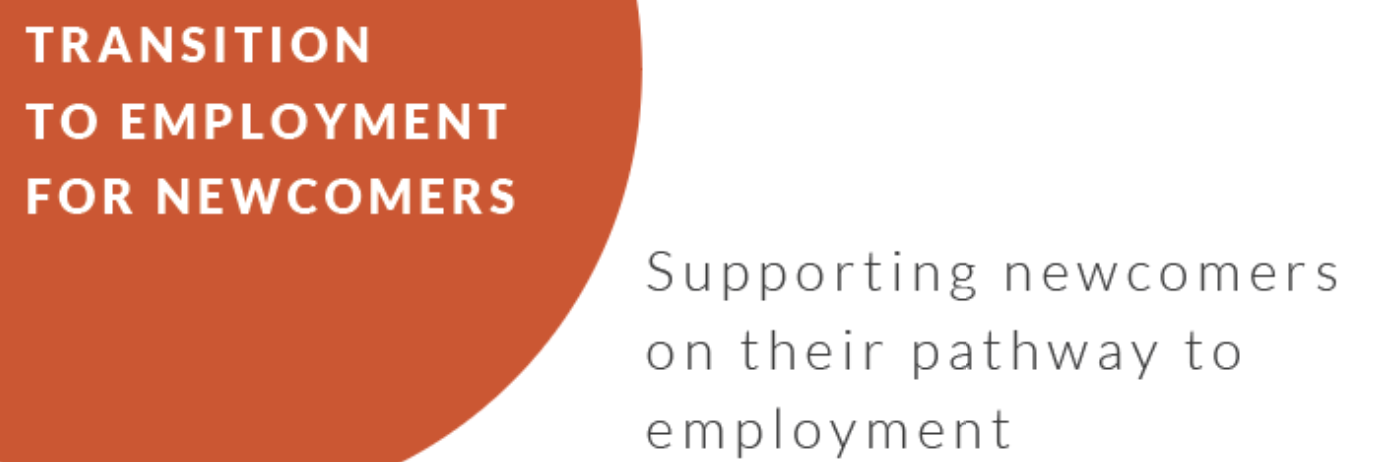 TRANSITION
TO EMPLOYMENT
FOR NEWCOMERS
Supporting newcomers
on their pathway to
employment